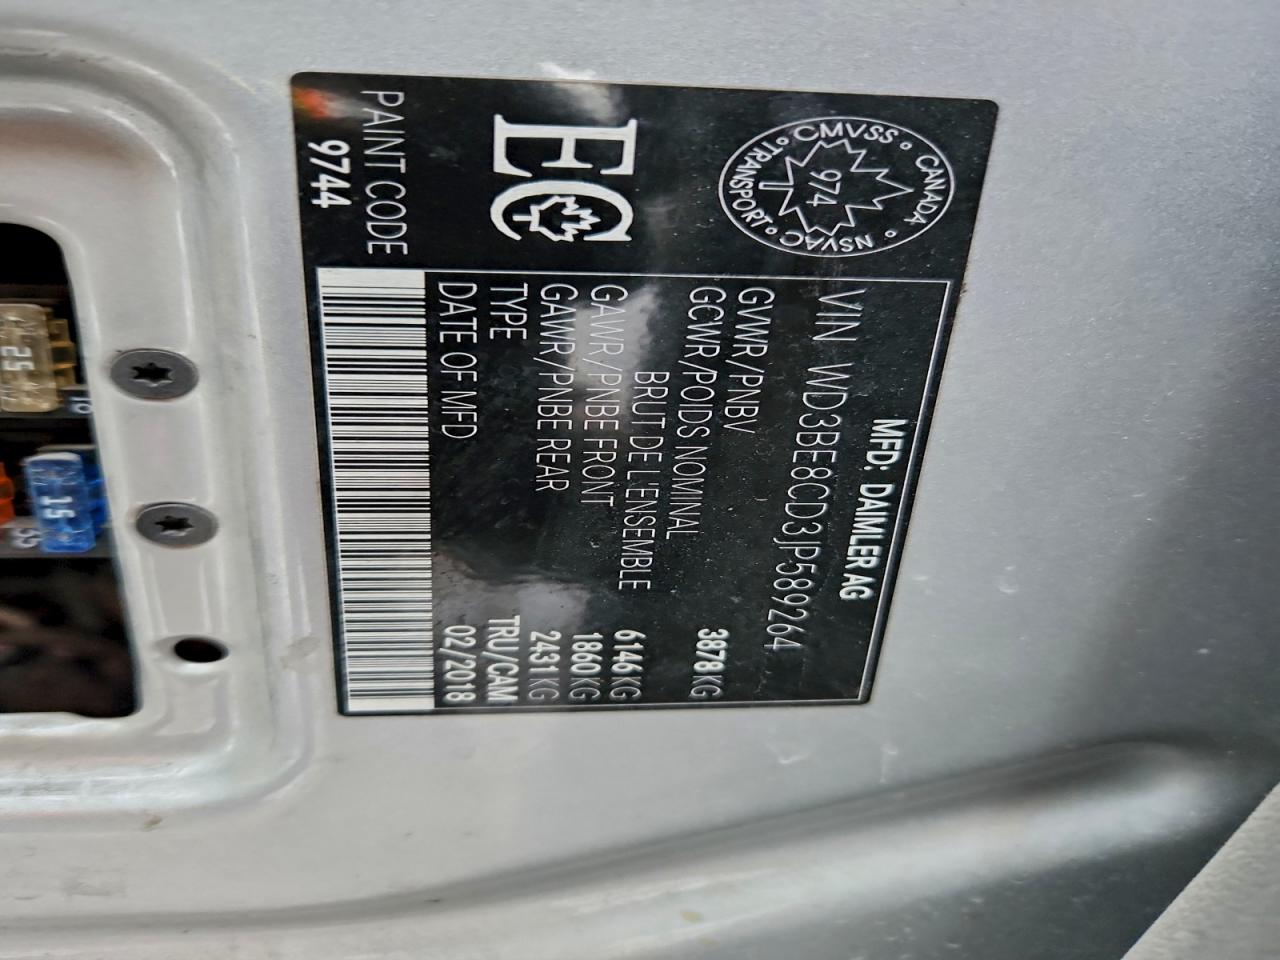 MFD: DAIMLER AG
VIN WD3BE8CD3JP589264
GVWR/PNBV 3878 KG
GCWR/POIDS NOMINAL
BRUT DE L'ENSEMBLE 6146 KG
GAWR/PNBE FRONT 1860 KG
GAWR/PNBE REAR 2431 KG
TYPE TRU/CAM
DATE OF MFD 02/2018
CMVSS • CANADA • NSVAC • TRANSPORT •
974
EC
PAINT CODE
9744
25
15